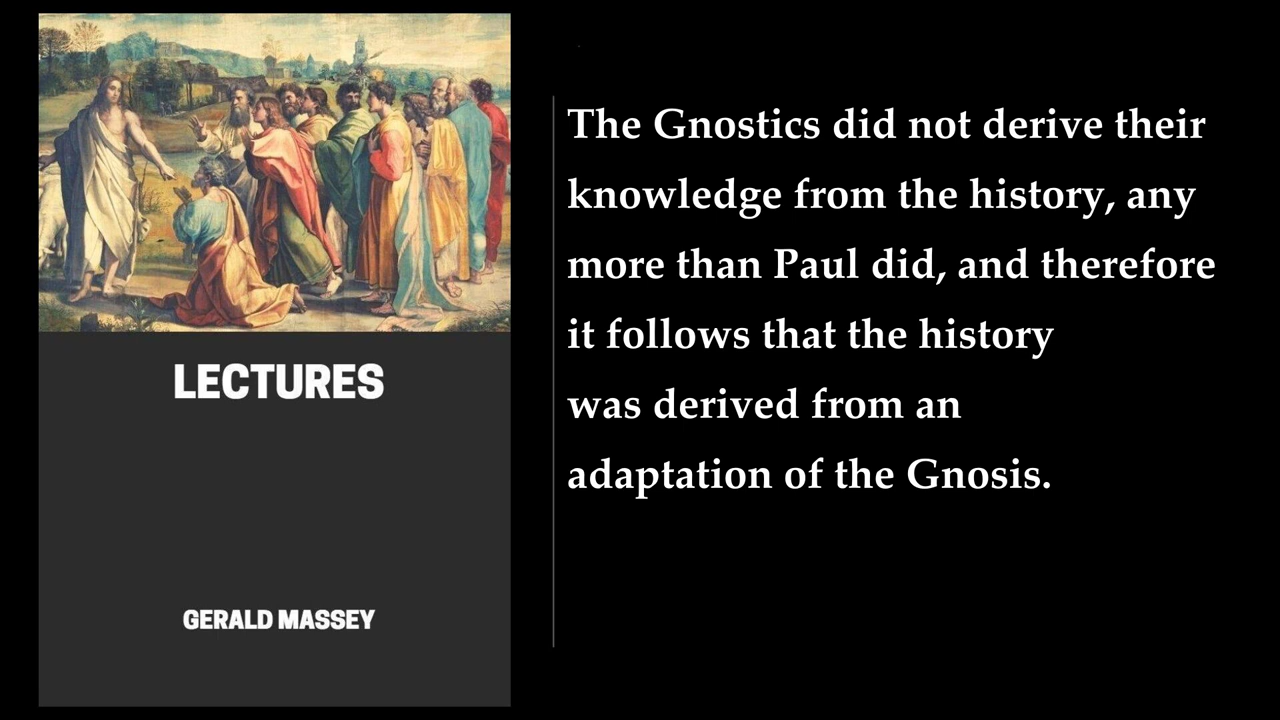 LECTURES
GERALD MASSEY
The Gnostics did not derive their
knowledge from the history, any
more than Paul did, and therefore
it follows that the history
was derived from an
adaptation of the Gnosis.